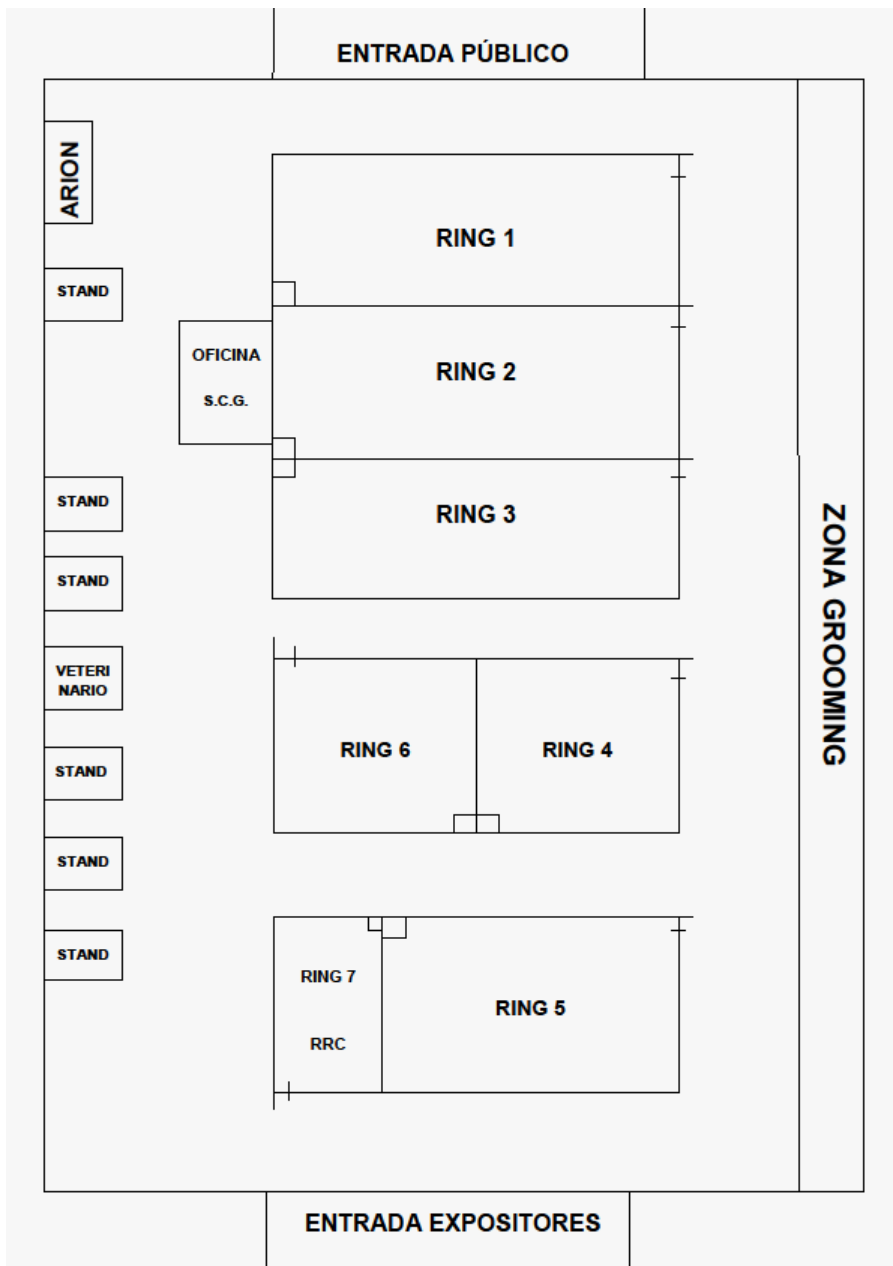 ENTRADA PÚBLICO
ARION
RING 1
STAND
OFICINA
S.C.G.
RING 2
STAND
RING 3
STAND
ZONA GROOMING
VETERI
NARIO
RING 6
RING 4
STAND
STAND
STAND
RING 7
RRC
RING 5
ENTRADA EXPOSITORES